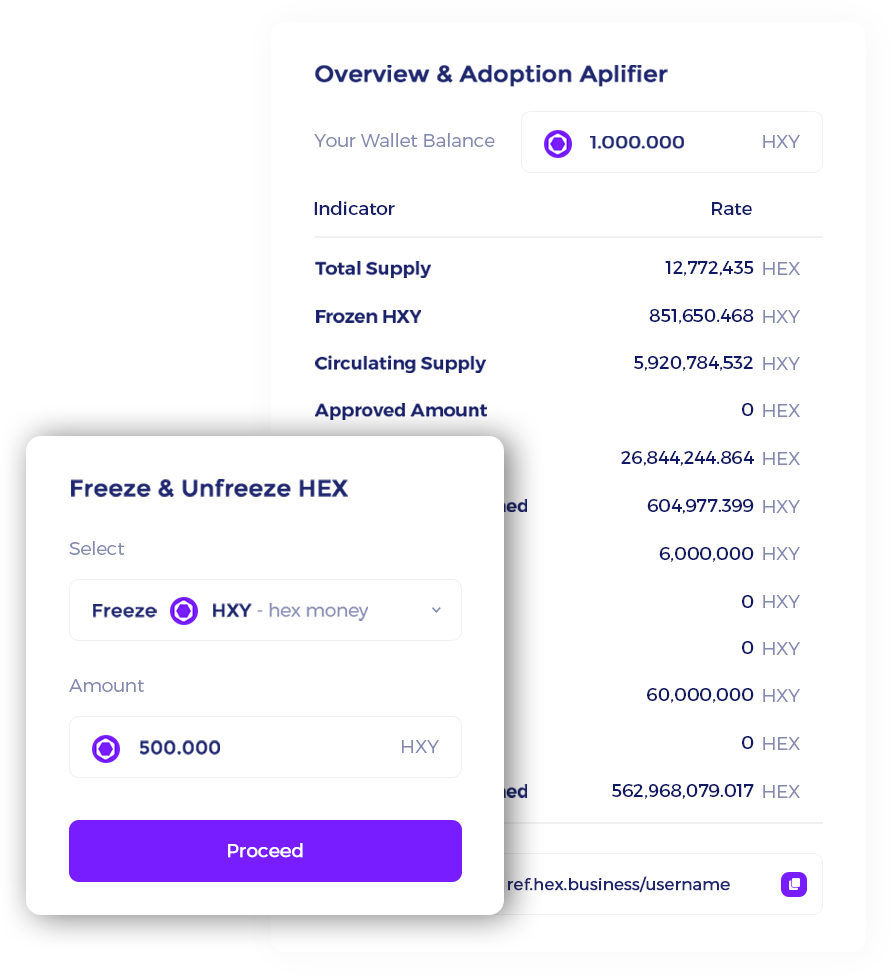 Overview & Adoption Aplifier
Your Wallet Balance 1.000.000 HXY
Indicator Rate
Total Supply 12,772,435 HEX
Frozen HXY 851,650.468 HXY
Circulating Supply 5,920,784,532 HXY
Approved Amount 0 HEX
26,844,244.864 HEX
604,977.399 HXY
6,000,000 HXY
0 HXY
0 HXY
60,000,000 HXY
0 HEX
562,968,079.017 HEX
ref.hex.business/username
Freeze & Unfreeze HEX
Select
Freeze HXY - hex money
Amount
500.000 HXY
Proceed